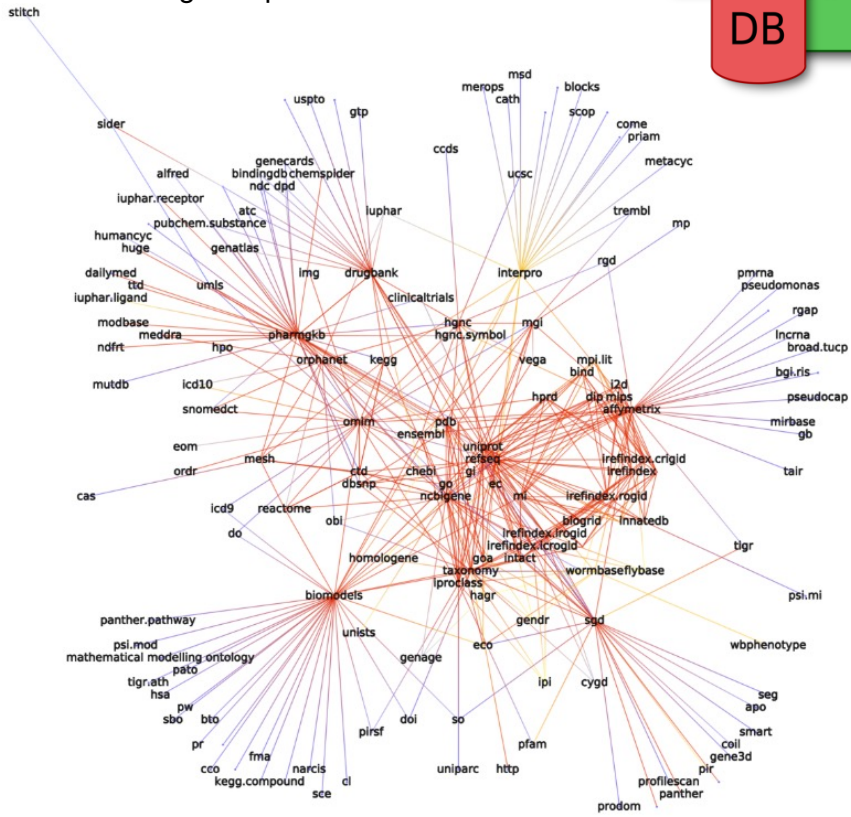 stitch
DB
msd
merops
blocks
cath
uspto
scop
gtp
sider
come
priam
ccds
genecards
metacyc
alfred
bindingdb chemspider
ucsc
ndc dpd
iuphar.receptor
atc
iuphar
trembl
pubchem.substance
mp
humancyc
huge
genatlas
rgd
dailymed
img
drugbank
interpro
pmrna
ttd
umls
pseudomonas
iuphar.ligand
clinicaltrials
rgap
modbase
hgnc
mgi
meddra
pharmgkb
hgnc.symbol
lncrna
ndfrt
hpo
broad.tucp
orphanet
kegg
vega
mpi.lit
bind
bgi.ris
mutdb
icd10
i2d
hprd
dip mips
pseudocap
snomedct
affymetrix
omim
pdb
mirbase
ensembl
gb
eom
uniprot
mesh
refseq
irefindex.crigid
ordr
ctd
chebi
gi
irefindex
tair
dbsnp
go
ec
cas
ncbigene
mi
irefindex.rogid
icd9
reactome
obi
biogrid
innatedb
do
irefindex.irogid
irefindex.icrogid
tigr
homologene
goa
intact
taxonomy
wormbase
flybase
iproclass
biomodels
hagr
psi.mi
panther.pathway
gendr
sgd
unists
psi.mod
eco
wbphenotype
mathematical modelling ontology
genage
pato
tigr.ath
ipi
cygd
hsa
seg
pw
apo
sbo
bto
doi
so
pirsf
smart
pr
pfam
coil
fma
gene3d
cco
narcis
uniparc
http
pir
kegg.compound
cl
profilescan
sce
panther
prodom